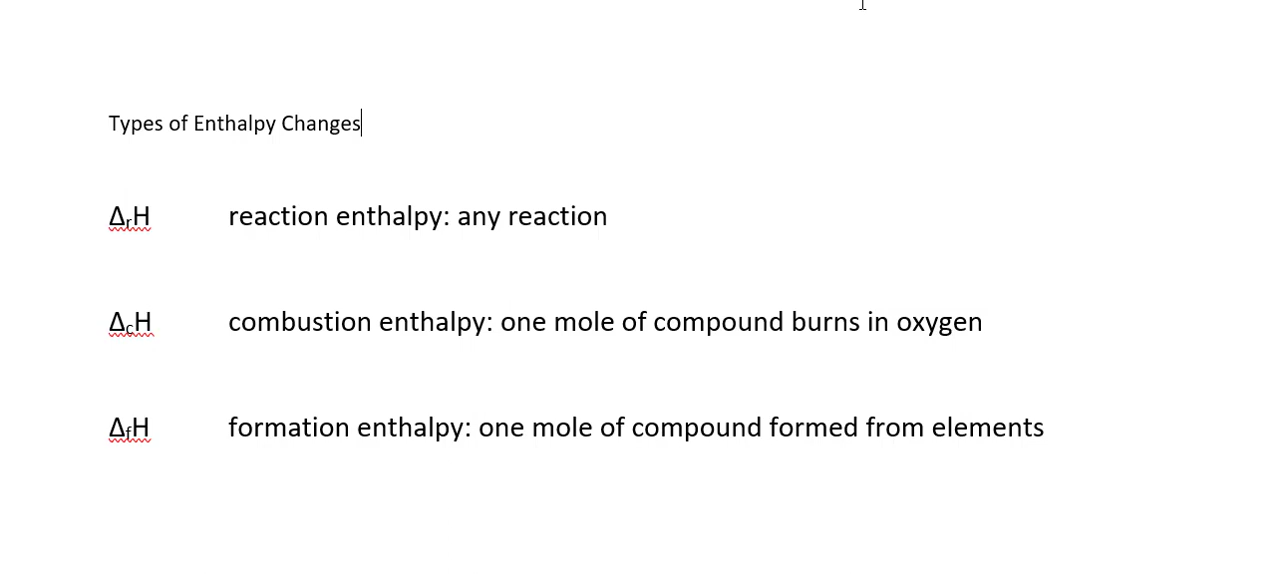 Types of Enthalpy Changes
ΔᵣH reaction enthalpy: any reaction
Δ꜀H combustion enthalpy: one mole of compound burns in oxygen
ΔfH formation enthalpy: one mole of compound formed from elements